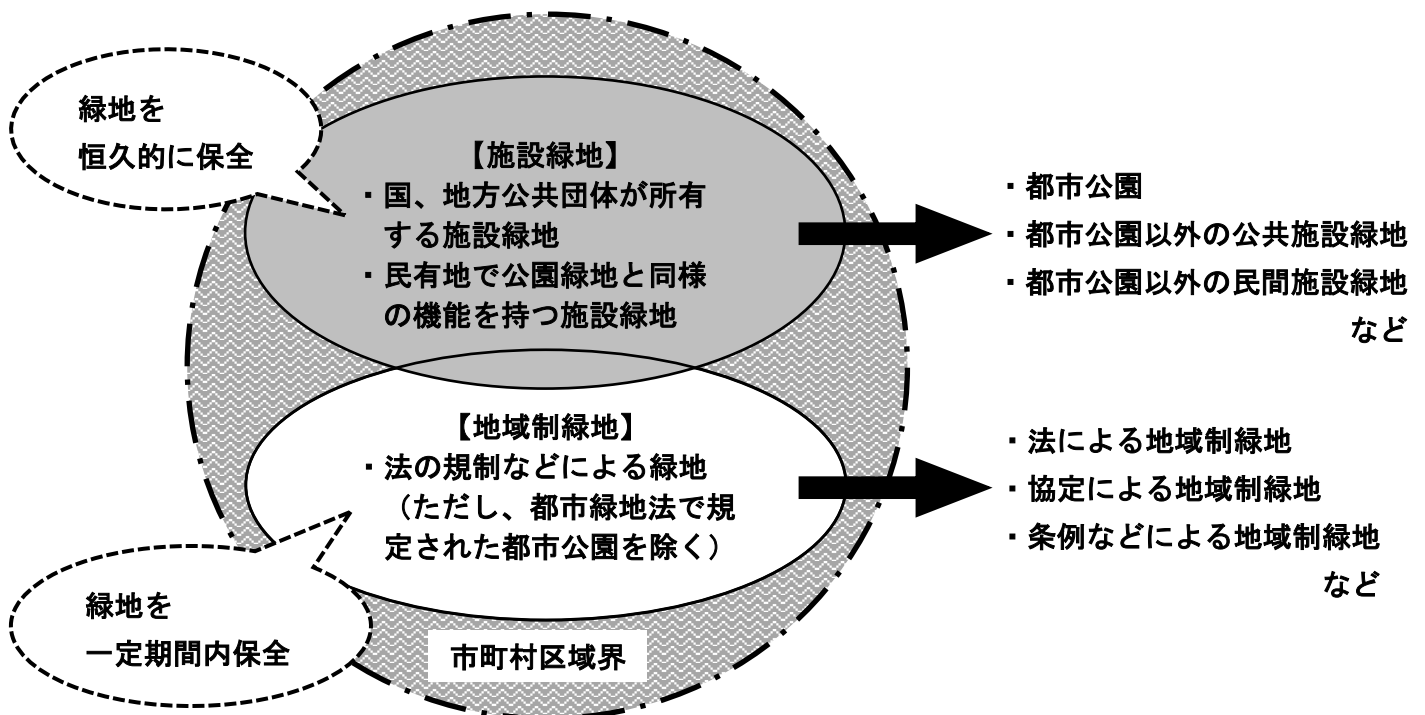 緑地を
恒久的に保全
【施設緑地】
・国、地方公共団体が所有
する施設緑地
・民有地で公園緑地と同様
の機能を持つ施設緑地
・都市公園
・都市公園以外の公共施設緑地
・都市公園以外の民間施設緑地
など
【地域制緑地】
・法の規制などによる緑地
（ただし、都市緑地法で規
定された都市公園を除く）
・法による地域制緑地
・協定による地域制緑地
・条例などによる地域制緑地
など
緑地を
一定期間内保全
市町村区域界